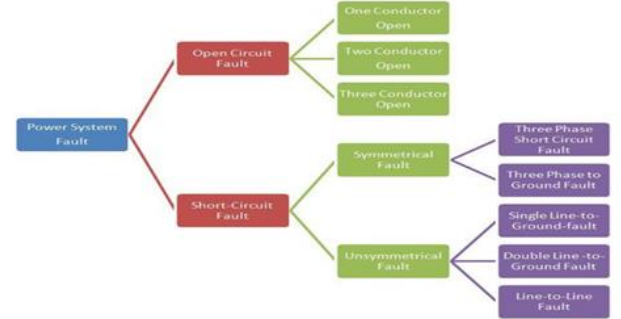 Power System
Fault
Open Circuit
Fault
One Conductor
Open
Two Conductor
Open
Three Conductor
Open
Short-Circuit
Fault
Symmetrical
Fault
Three Phase
Short Circuit
Fault
Three Phase to
Ground Fault
Unsymmetrical
Fault
Single Line-to-
Ground-fault
Double Line -to-
Ground Fault
Line-to-Line
Fault